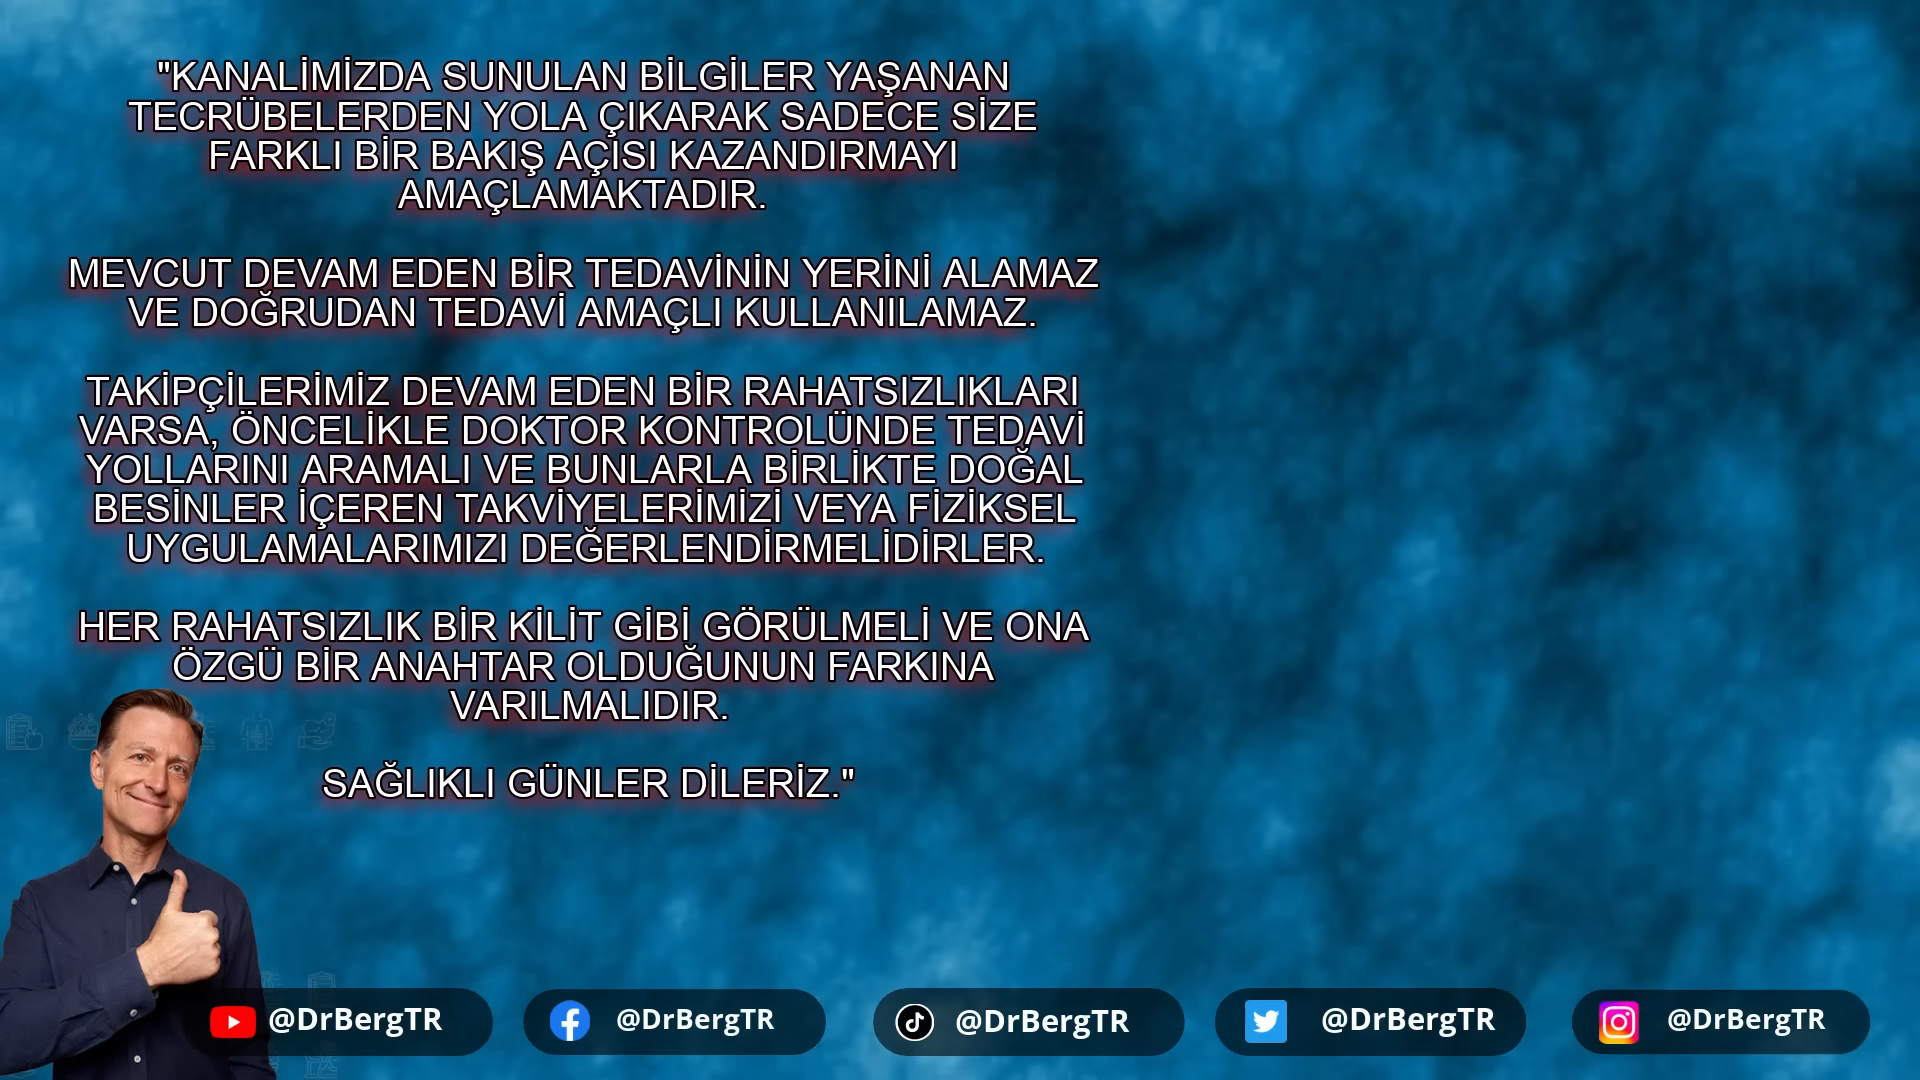 "KANALİMİZDA SUNULAN BİLGİLER YAŞANAN
TECRÜBELERDEN YOLA ÇIKARAK SADECE SİZE
FARKLI BİR BAKIŞ AÇISI KAZANDIRMAYI
AMAÇLAMAKTADIR.
MEVCUT DEVAM EDEN BİR TEDAVİNİN YERİNİ ALAMAZ
VE DOĞRUDAN TEDAVİ AMAÇLI KULLANILAMAZ.
TAKİPÇİLERİMİZ DEVAM EDEN BİR RAHATSIZLIKLARI
VARSA, ÖNCELİKLE DOKTOR KONTROLÜNDE TEDAVİ
YOLLARINI ARAMALI VE BUNLARLA BİRLİKTE DOĞAL
BESİNLER İÇEREN TAKVİYELERİMİZİ VEYA FİZİKSEL
UYGULAMALARIMIZI DEĞERLENDİRMELİDİRLER.
HER RAHATSIZLIK BİR KİLİT GİBİ GÖRÜLMELİ VE ONA
ÖZGÜ BİR ANAHTAR OLDUĞUNUN FARKINA
VARILMALIDIR.
SAĞLIKLI GÜNLER DİLERİZ."
@DrBergTR
@DrBergTR
@DrBergTR
@DrBergTR
@DrBergTR